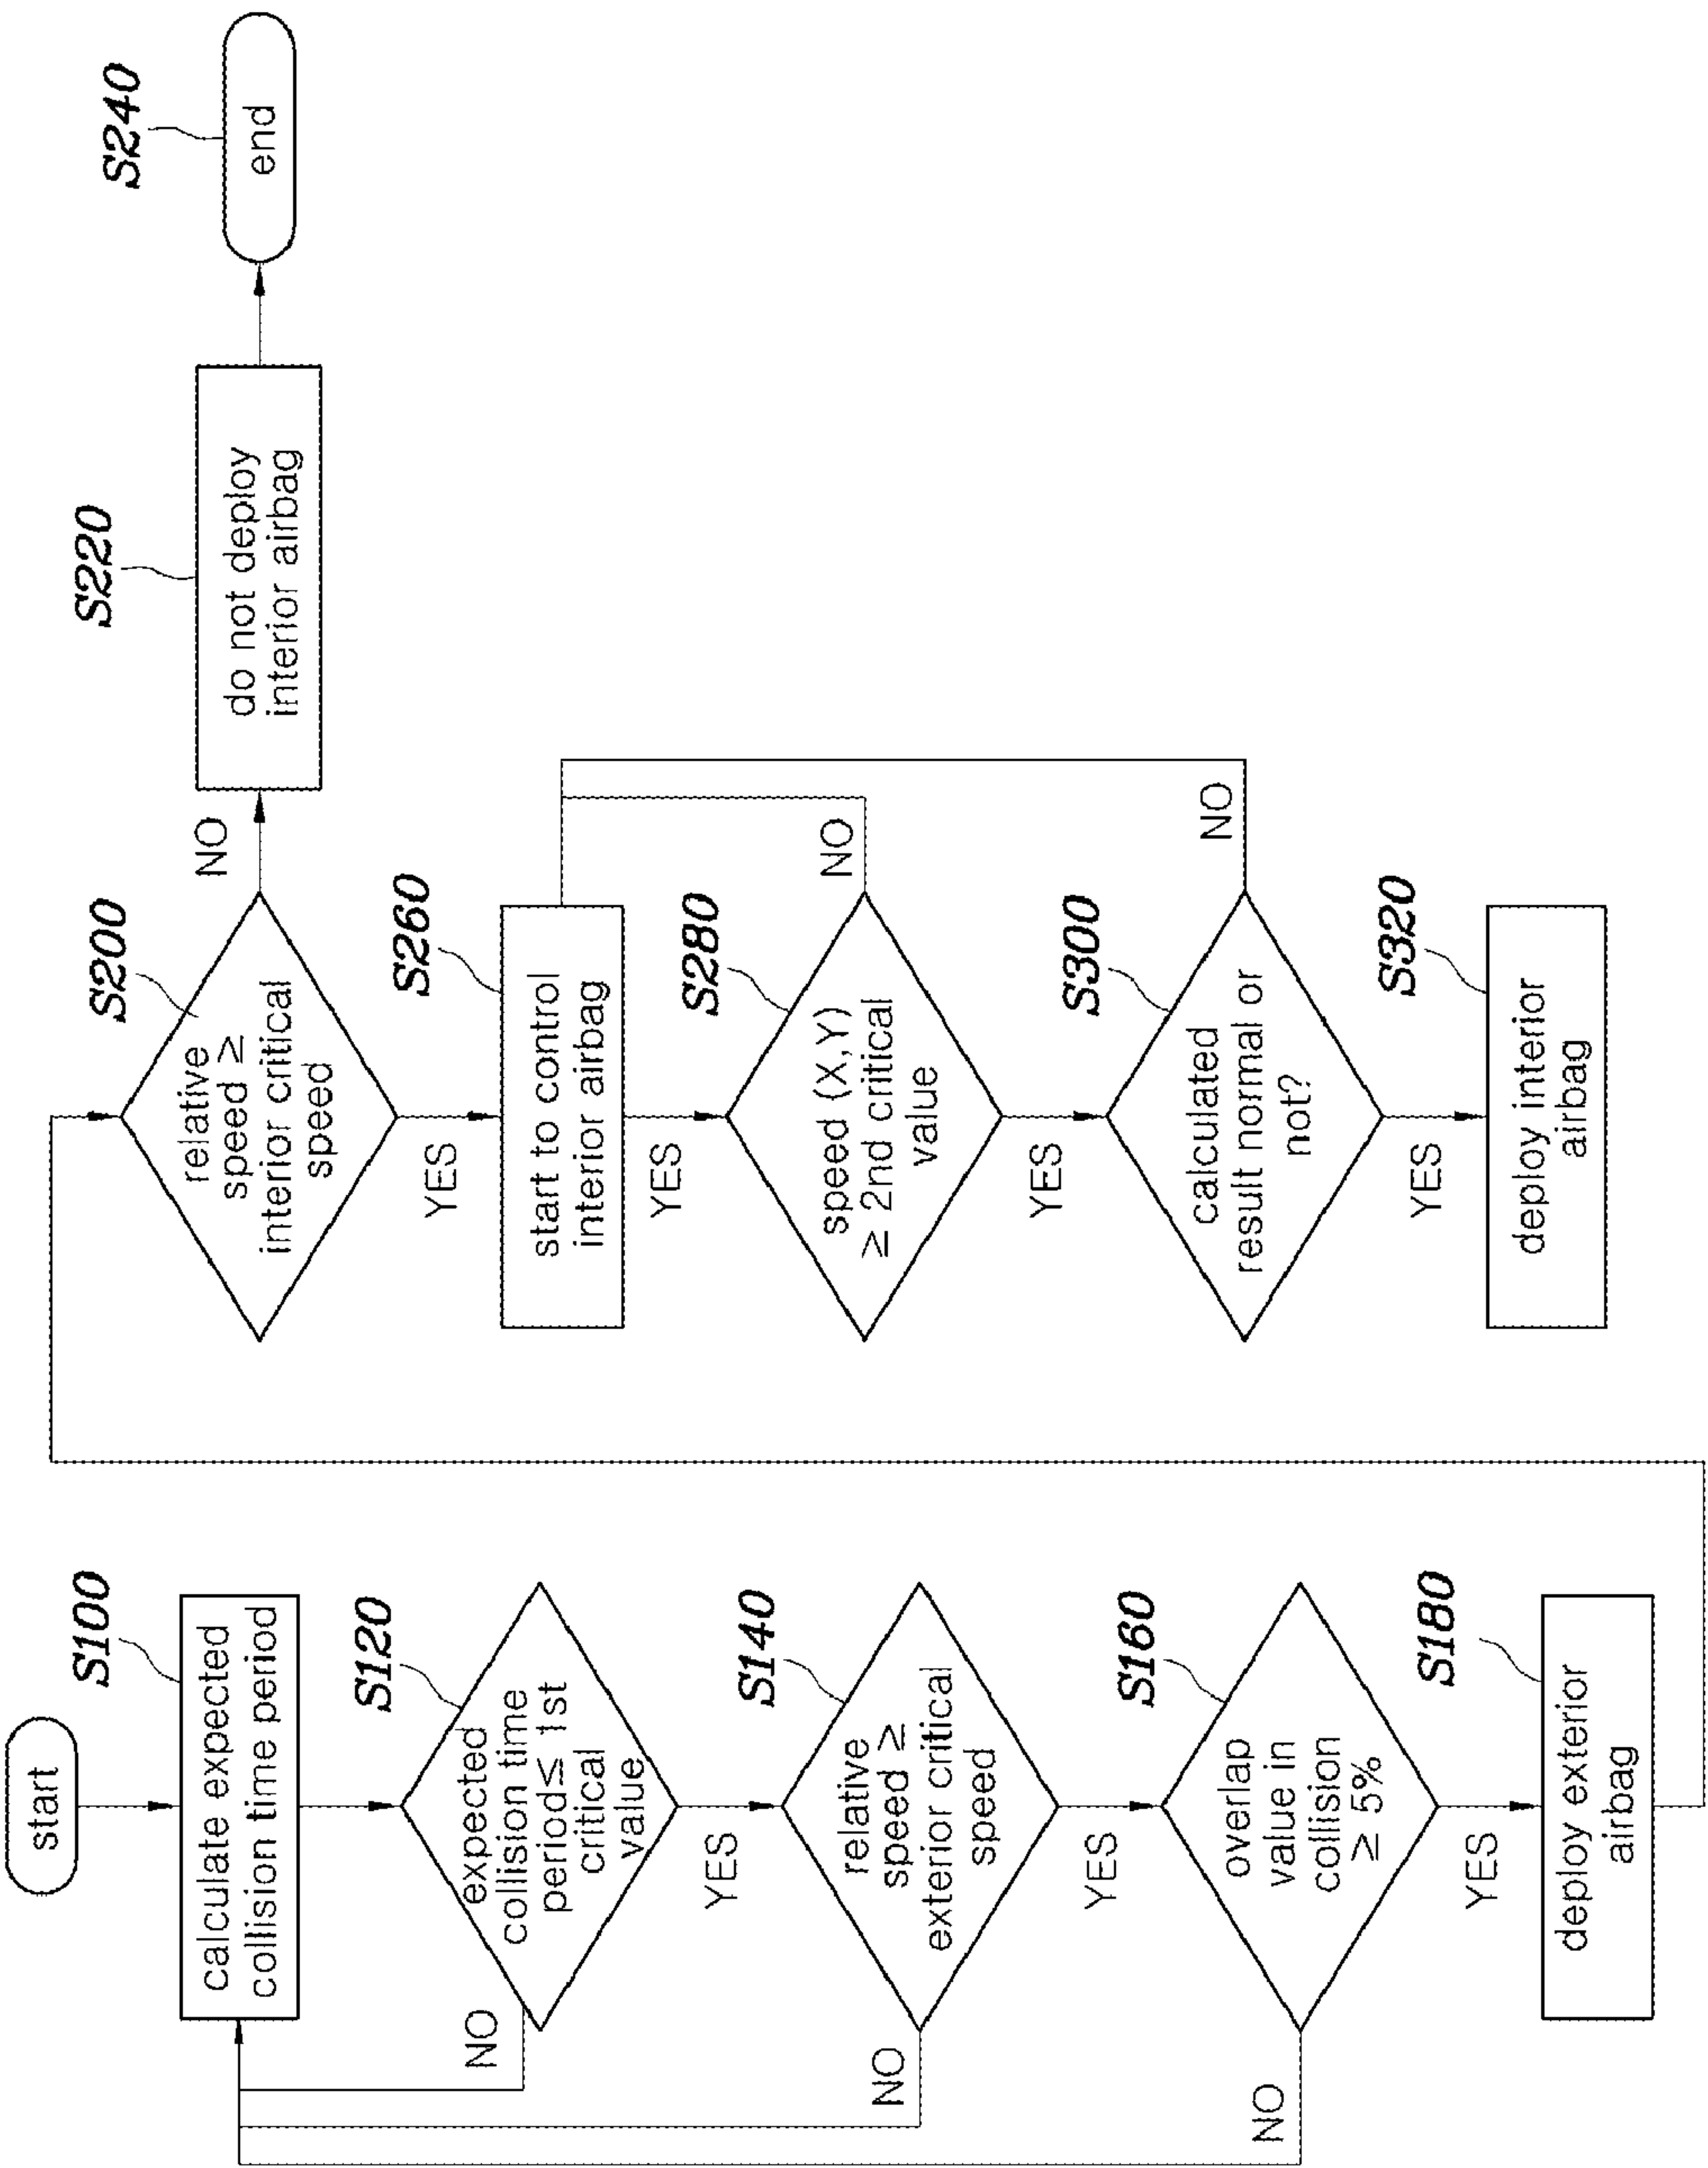 start
S100
calculate expected
collision time period
S120
expected
collision time
period≤ 1st
critical
value
NO
YES
S140
relative
speed ≥
exterior critical
speed
NO
YES
S160
overlap
value in
collision
≥ 5%
NO
YES
S180
deploy exterior
airbag
S200
relative
speed ≥
interior critical
speed
NO
YES
S220
do not deploy
interior airbag
S240
end
S260
start to control
interior airbag
YES
S280
speed (X,Y)
≥ 2nd critical
value
NO
YES
S300
calculated
result normal or
not?
NO
YES
S320
deploy interior
airbag